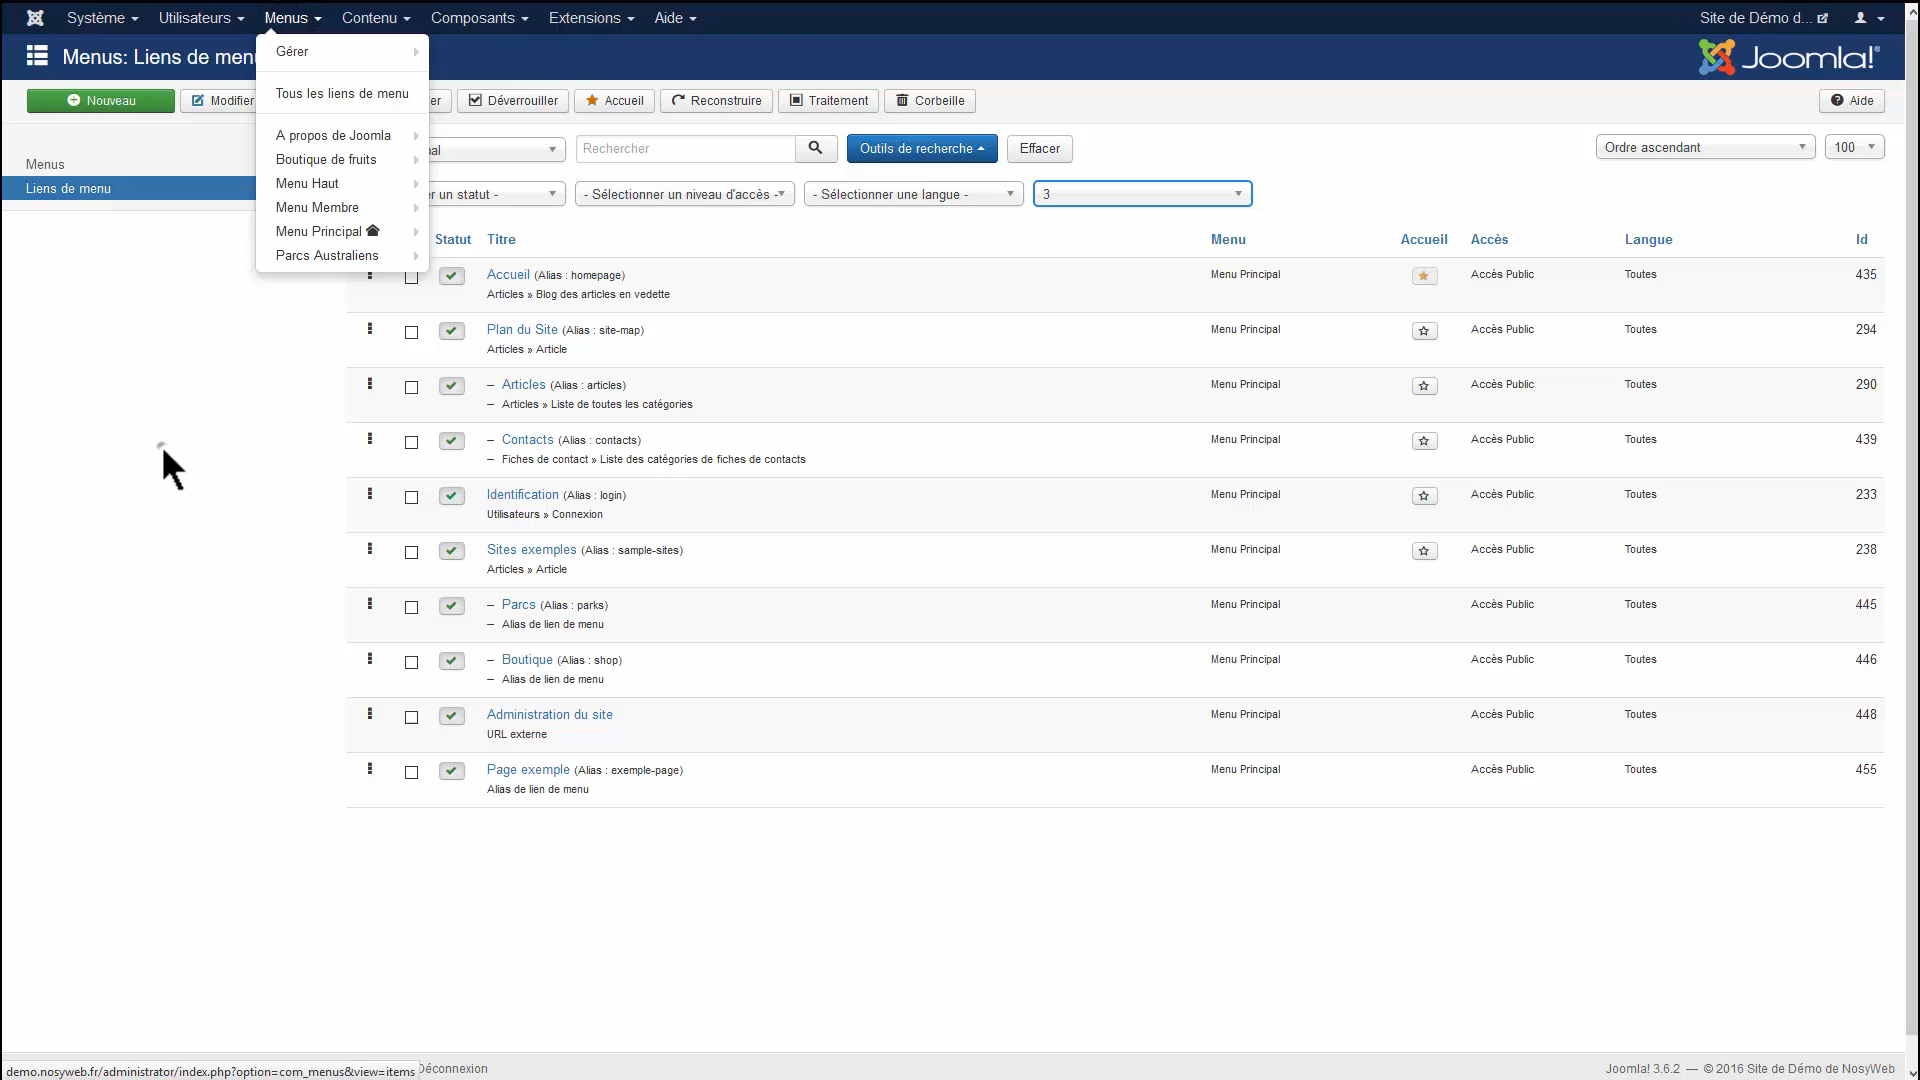 Système Utilisateurs Menus Contenu Composants Extensions Aide Site de Démo d...
Menus: Liens de menu
Joomla!®
Nouveau Modifier er Déverrouiller Accueil Reconstruire Traitement Corbeille Aide
Gérer
Tous les liens de menu
A propos de Joomla
Boutique de fruits
Menu Haut
Menu Membre
Menu Principal
Parcs Australiens
Menus
Liens de menu
pal Rechercher Outils de recherche Effacer Ordre ascendant 100
er un statut - - Sélectionner un niveau d'accès - - Sélectionner une langue - 3
Statut Titre Menu Accueil Accès Langue Id
Accueil (Alias : homepage) Menu Principal Accès Public Toutes 435
Articles » Blog des articles en vedette
Plan du Site (Alias : site-map) Menu Principal Accès Public Toutes 294
Articles » Article
– Articles (Alias : articles) Menu Principal Accès Public Toutes 290
– Articles » Liste de toutes les catégories
– Contacts (Alias : contacts) Menu Principal Accès Public Toutes 439
– Fiches de contact » Liste des catégories de fiches de contacts
Identification (Alias : login) Menu Principal Accès Public Toutes 233
Utilisateurs » Connexion
Sites exemples (Alias : sample-sites) Menu Principal Accès Public Toutes 238
Articles » Article
– Parcs (Alias : parks) Menu Principal Accès Public Toutes 445
– Alias de lien de menu
– Boutique (Alias : shop) Menu Principal Accès Public Toutes 446
– Alias de lien de menu
Administration du site Menu Principal Accès Public Toutes 448
URL externe
Page exemple (Alias : exemple-page) Menu Principal Accès Public Toutes 455
Alias de lien de menu
demo.nosyweb.fr/administrator/index.php?option=com_menus&view=items Déconnexion Joomla! 3.6.2 — © 2016 Site de Démo de NosyWeb